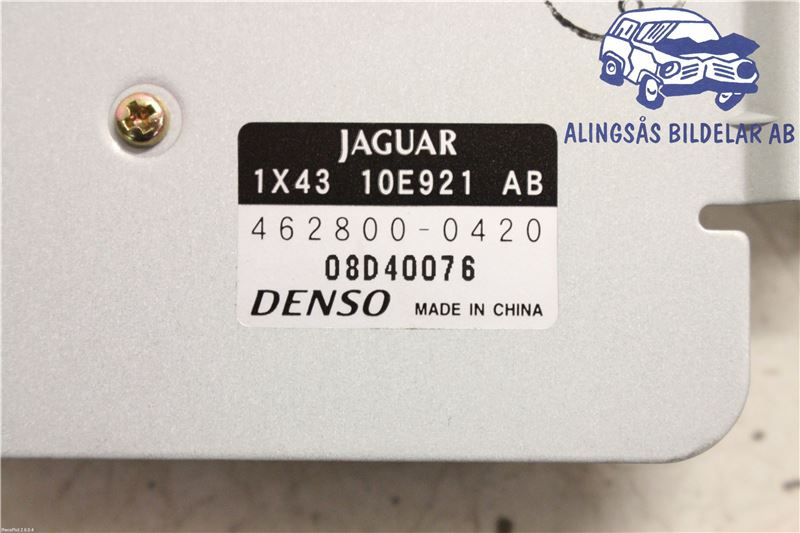 ALINGSÅS BILDELAR AB
JAGUAR
1X43 10E921 AB
462800-0420
08D40076
DENSO MADE IN CHINA